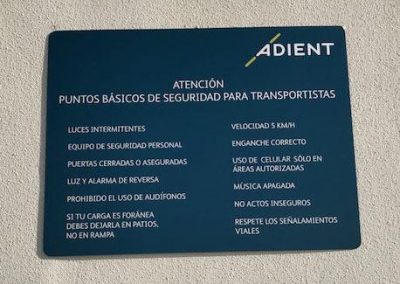 ADIENT
ATENCIÓN
PUNTOS BÁSICOS DE SEGURIDAD PARA TRANSPORTISTAS
LUCES INTERMITENTES
EQUIPO DE SEGURIDAD PERSONAL
PUERTAS CERRADAS O ASEGURADAS
LUZ Y ALARMA DE REVERSA
PROHIBIDO EL USO DE AUDÍFONOS
SI TU CARGA ES FORÁNEA
DEBES DEJARLA EN PATIOS,
NO EN RAMPA
VELOCIDAD 5 KM/H
ENGANCHE CORRECTO
USO DE CELULAR SÓLO EN
ÁREAS AUTORIZADAS
MÚSICA APAGADA
NO ACTOS INSEGUROS
RESPETE LOS SEÑALAMIENTOS
VIALES